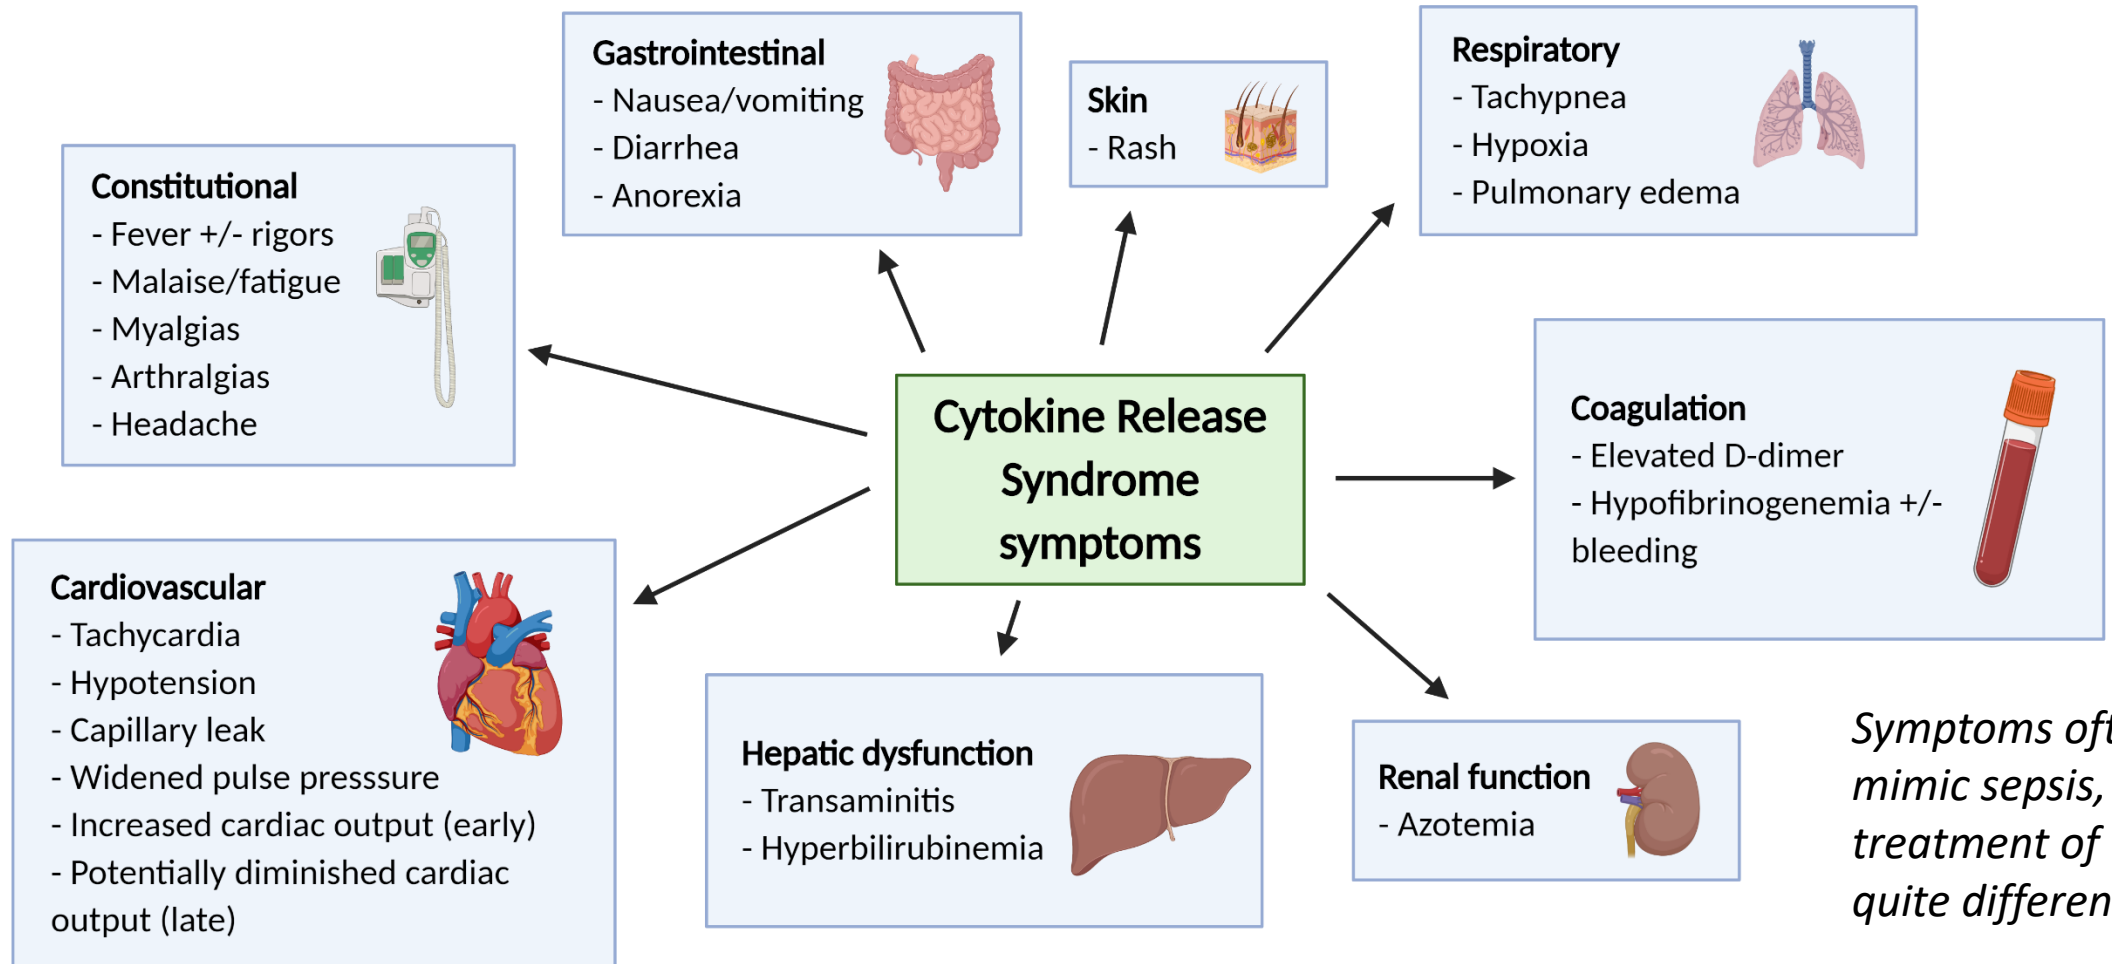 Gastrointestinal
- Nausea/vomiting
- Diarrhea
- Anorexia
Skin
- Rash
Respiratory
- Tachypnea
- Hypoxia
- Pulmonary edema
Constitutional
- Fever +/- rigors
- Malaise/fatigue
- Myalgias
- Arthralgias
- Headache
Cytokine Release
Syndrome
symptoms
Coagulation
- Elevated D-dimer
- Hypofibrinogenemia +/-
bleeding
Cardiovascular
- Tachycardia
- Hypotension
- Capillary leak
- Widened pulse presssure
- Increased cardiac output (early)
- Potentially diminished cardiac
output (late)
Hepatic dysfunction
- Transaminitis
- Hyperbilirubinemia
Renal function
- Azotemia
Symptoms
mimic sepsis,
treatment of
quite